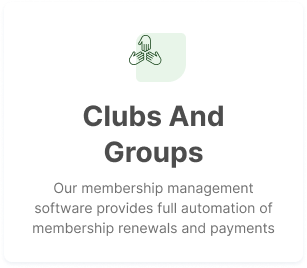 Clubs And
Groups
Our membership management
software provides full automation of
membership renewals and payments